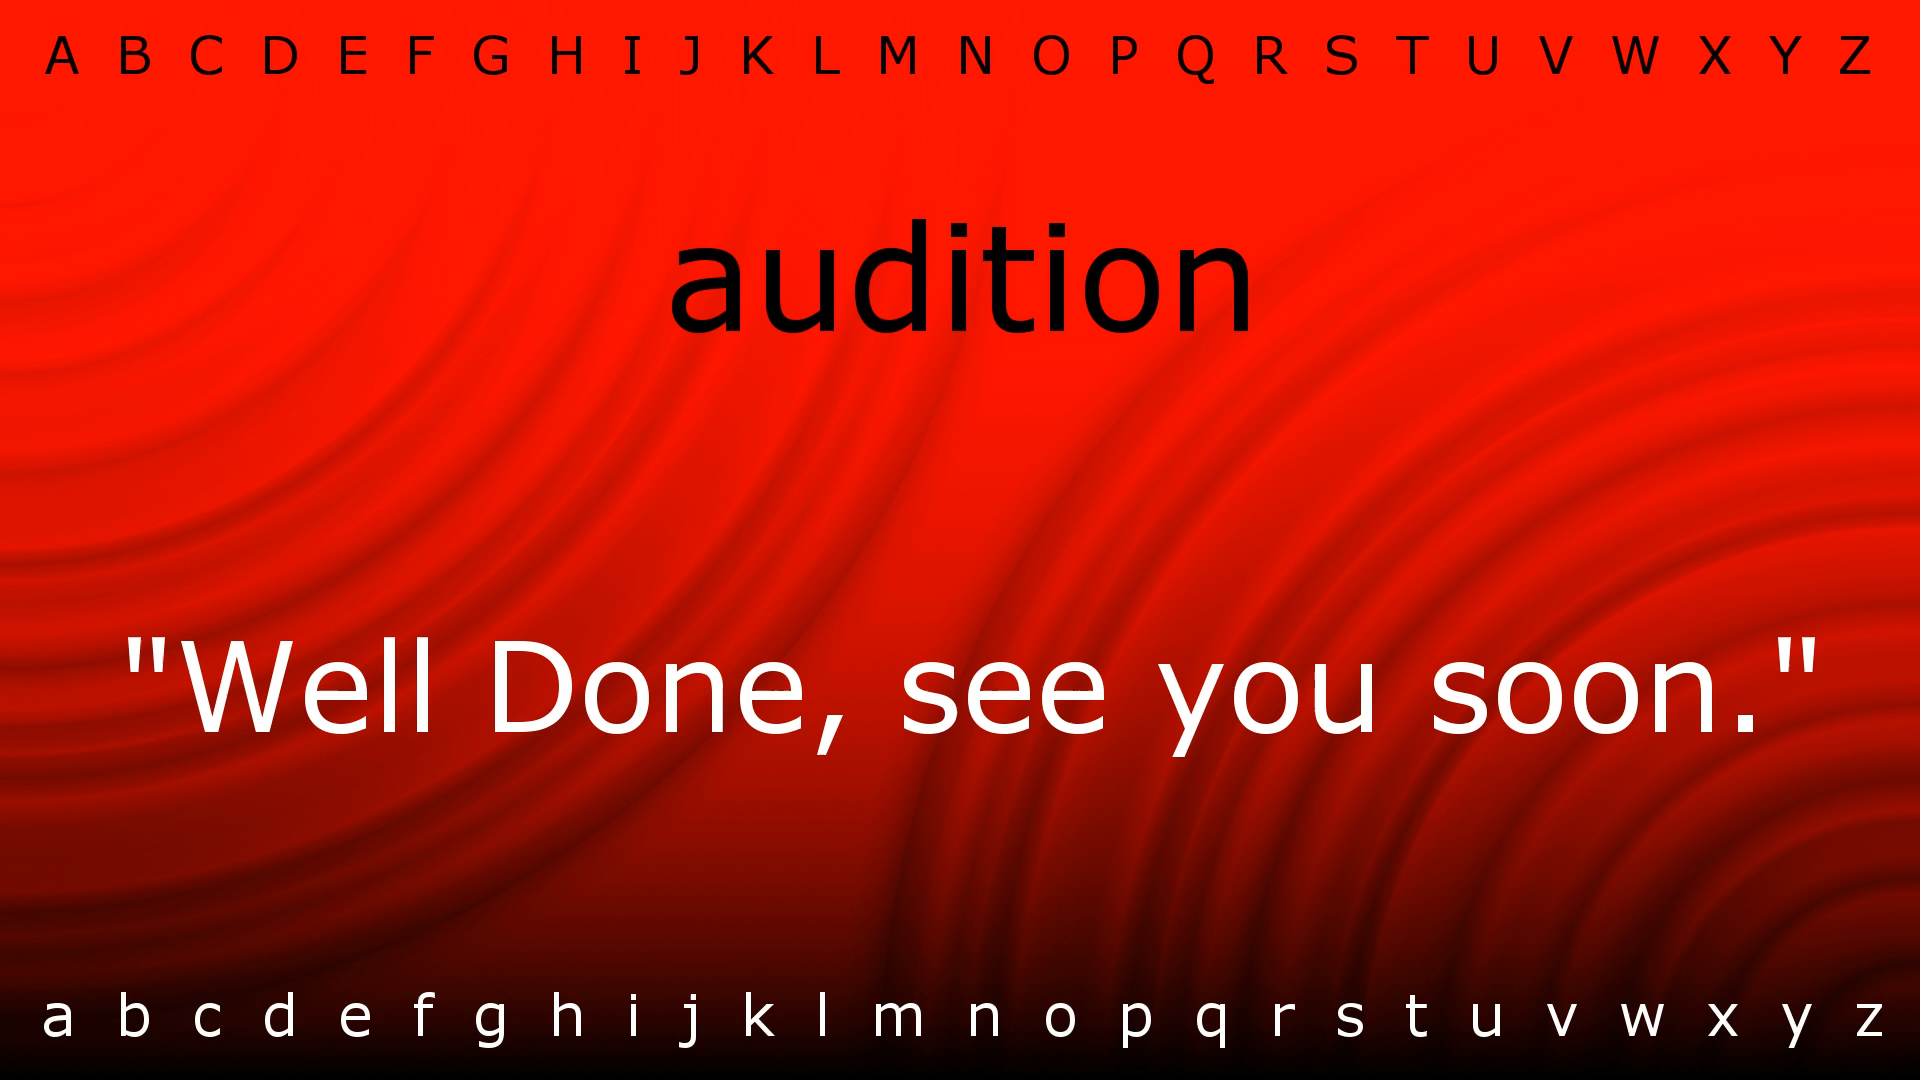 A B C D E F G H I J K L M N O P Q R S T U V W X Y Z
audition
"Well Done, see you soon."
a b c d e f g h i j k l m n o p q r s t u v w x y z